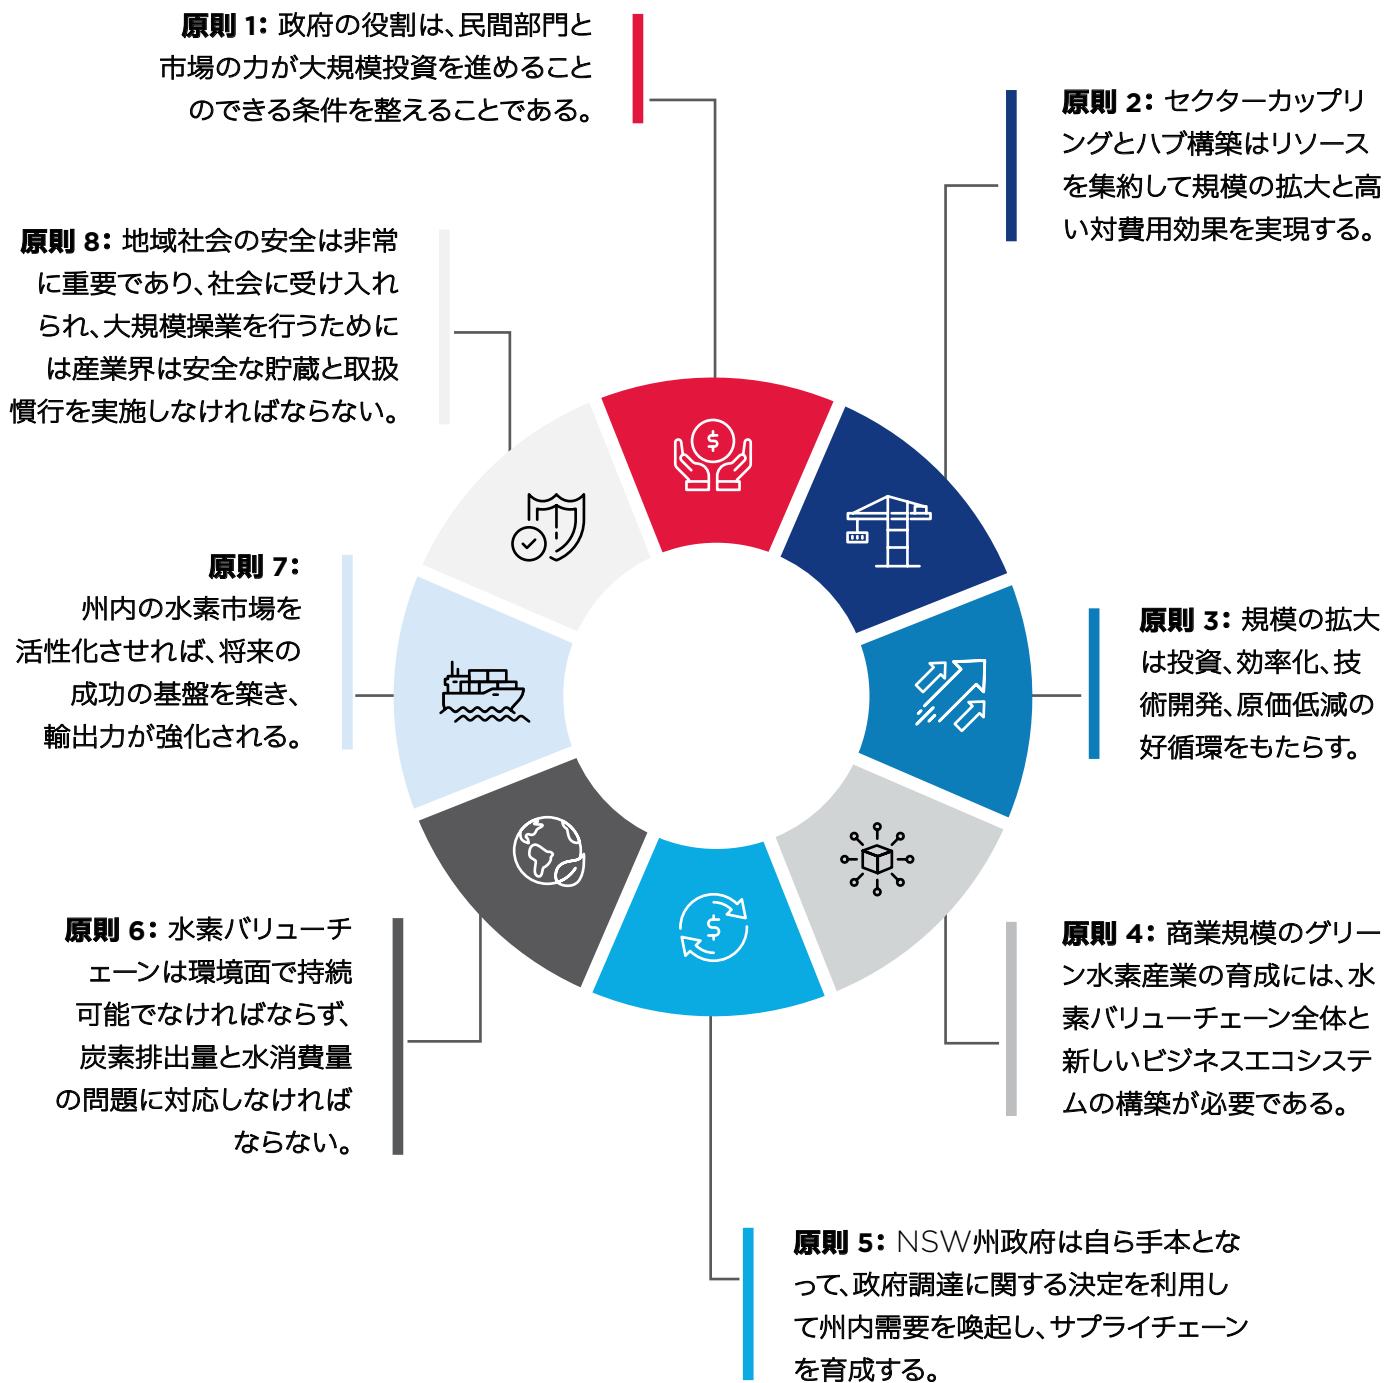 原則 1: 政府の役割は、民間部門と
市場の力が大規模投資を進めること
のできる条件を整えることである。
原則 2: セクターカップリ
ングとハブ構築はリソース
を集約して規模の拡大と高
い対費用効果を実現する。
原則 3: 規模の拡大
は投資、効率化、技
術開発、原価低減の
好循環をもたらす。
原則 4: 商業規模のグリー
ン水素産業の育成には、水
素バリューチェーン全体と
新しいビジネスエコシステ
ムの構築が必要である。
原則 5: NSW州政府は自ら手本とな
って、政府調達に関する決定を利用し
て州内需要を喚起し、サプライチェーン
を育成する。
原則 6: 水素バリューチ
ェーンは環境面で持続
可能でなければならず、
炭素排出量と水消費量
の問題に対応しなければ
ならない。
原則 7:
州内の水素市場を
活性化させれば、将来の
成功の基盤を築き、
輸出力が強化される。
原則 8: 地域社会の安全は非常
に重要であり、社会に受け入れ
られ、大規模操業を行うために
は産業界は安全な貯蔵と取扱
慣行を実施しなければならない。
$
$